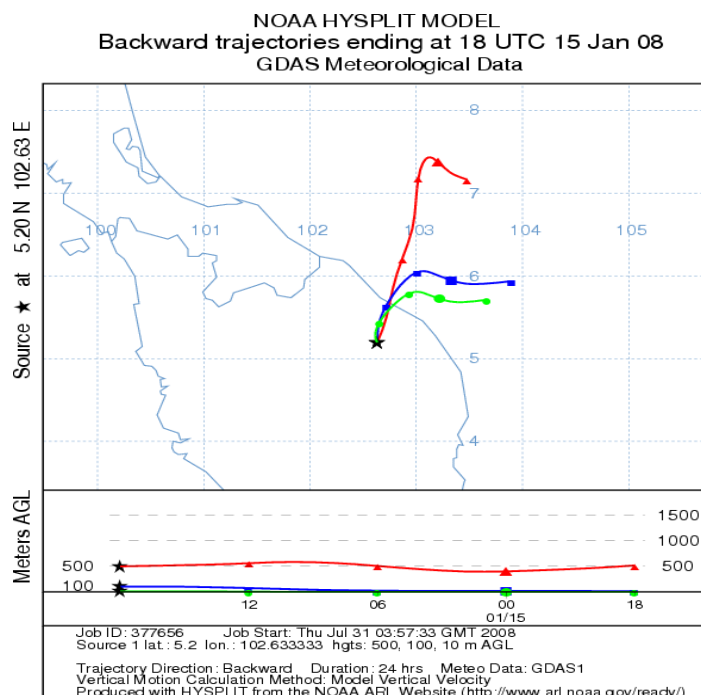 NOAA HYSPLIT MODEL
Backward trajectories ending at 18 UTC 15 Jan 08
GDAS Meteorological Data
Source ★ at 5.20 N 102.63 E
8
7
100 101 102 103 104 105
6
5
4
Meters AGL
1500
1000
500 500
100
12 06 00 18
01/15
Job ID: 377656 Job Start: Thu Jul 31 03:57:33 GMT 2008
Source 1 lat.: 5.2 lon.: 102.633333 hgts: 500, 100, 10 m AGL
Trajectory Direction: Backward Duration: 24 hrs Meteo Data: GDAS1
Vertical Motion Calculation Method: Model Vertical Velocity
Produced with HYSPLIT from the NOAA ARL Website (http://www.arl.noaa.gov/ready/)